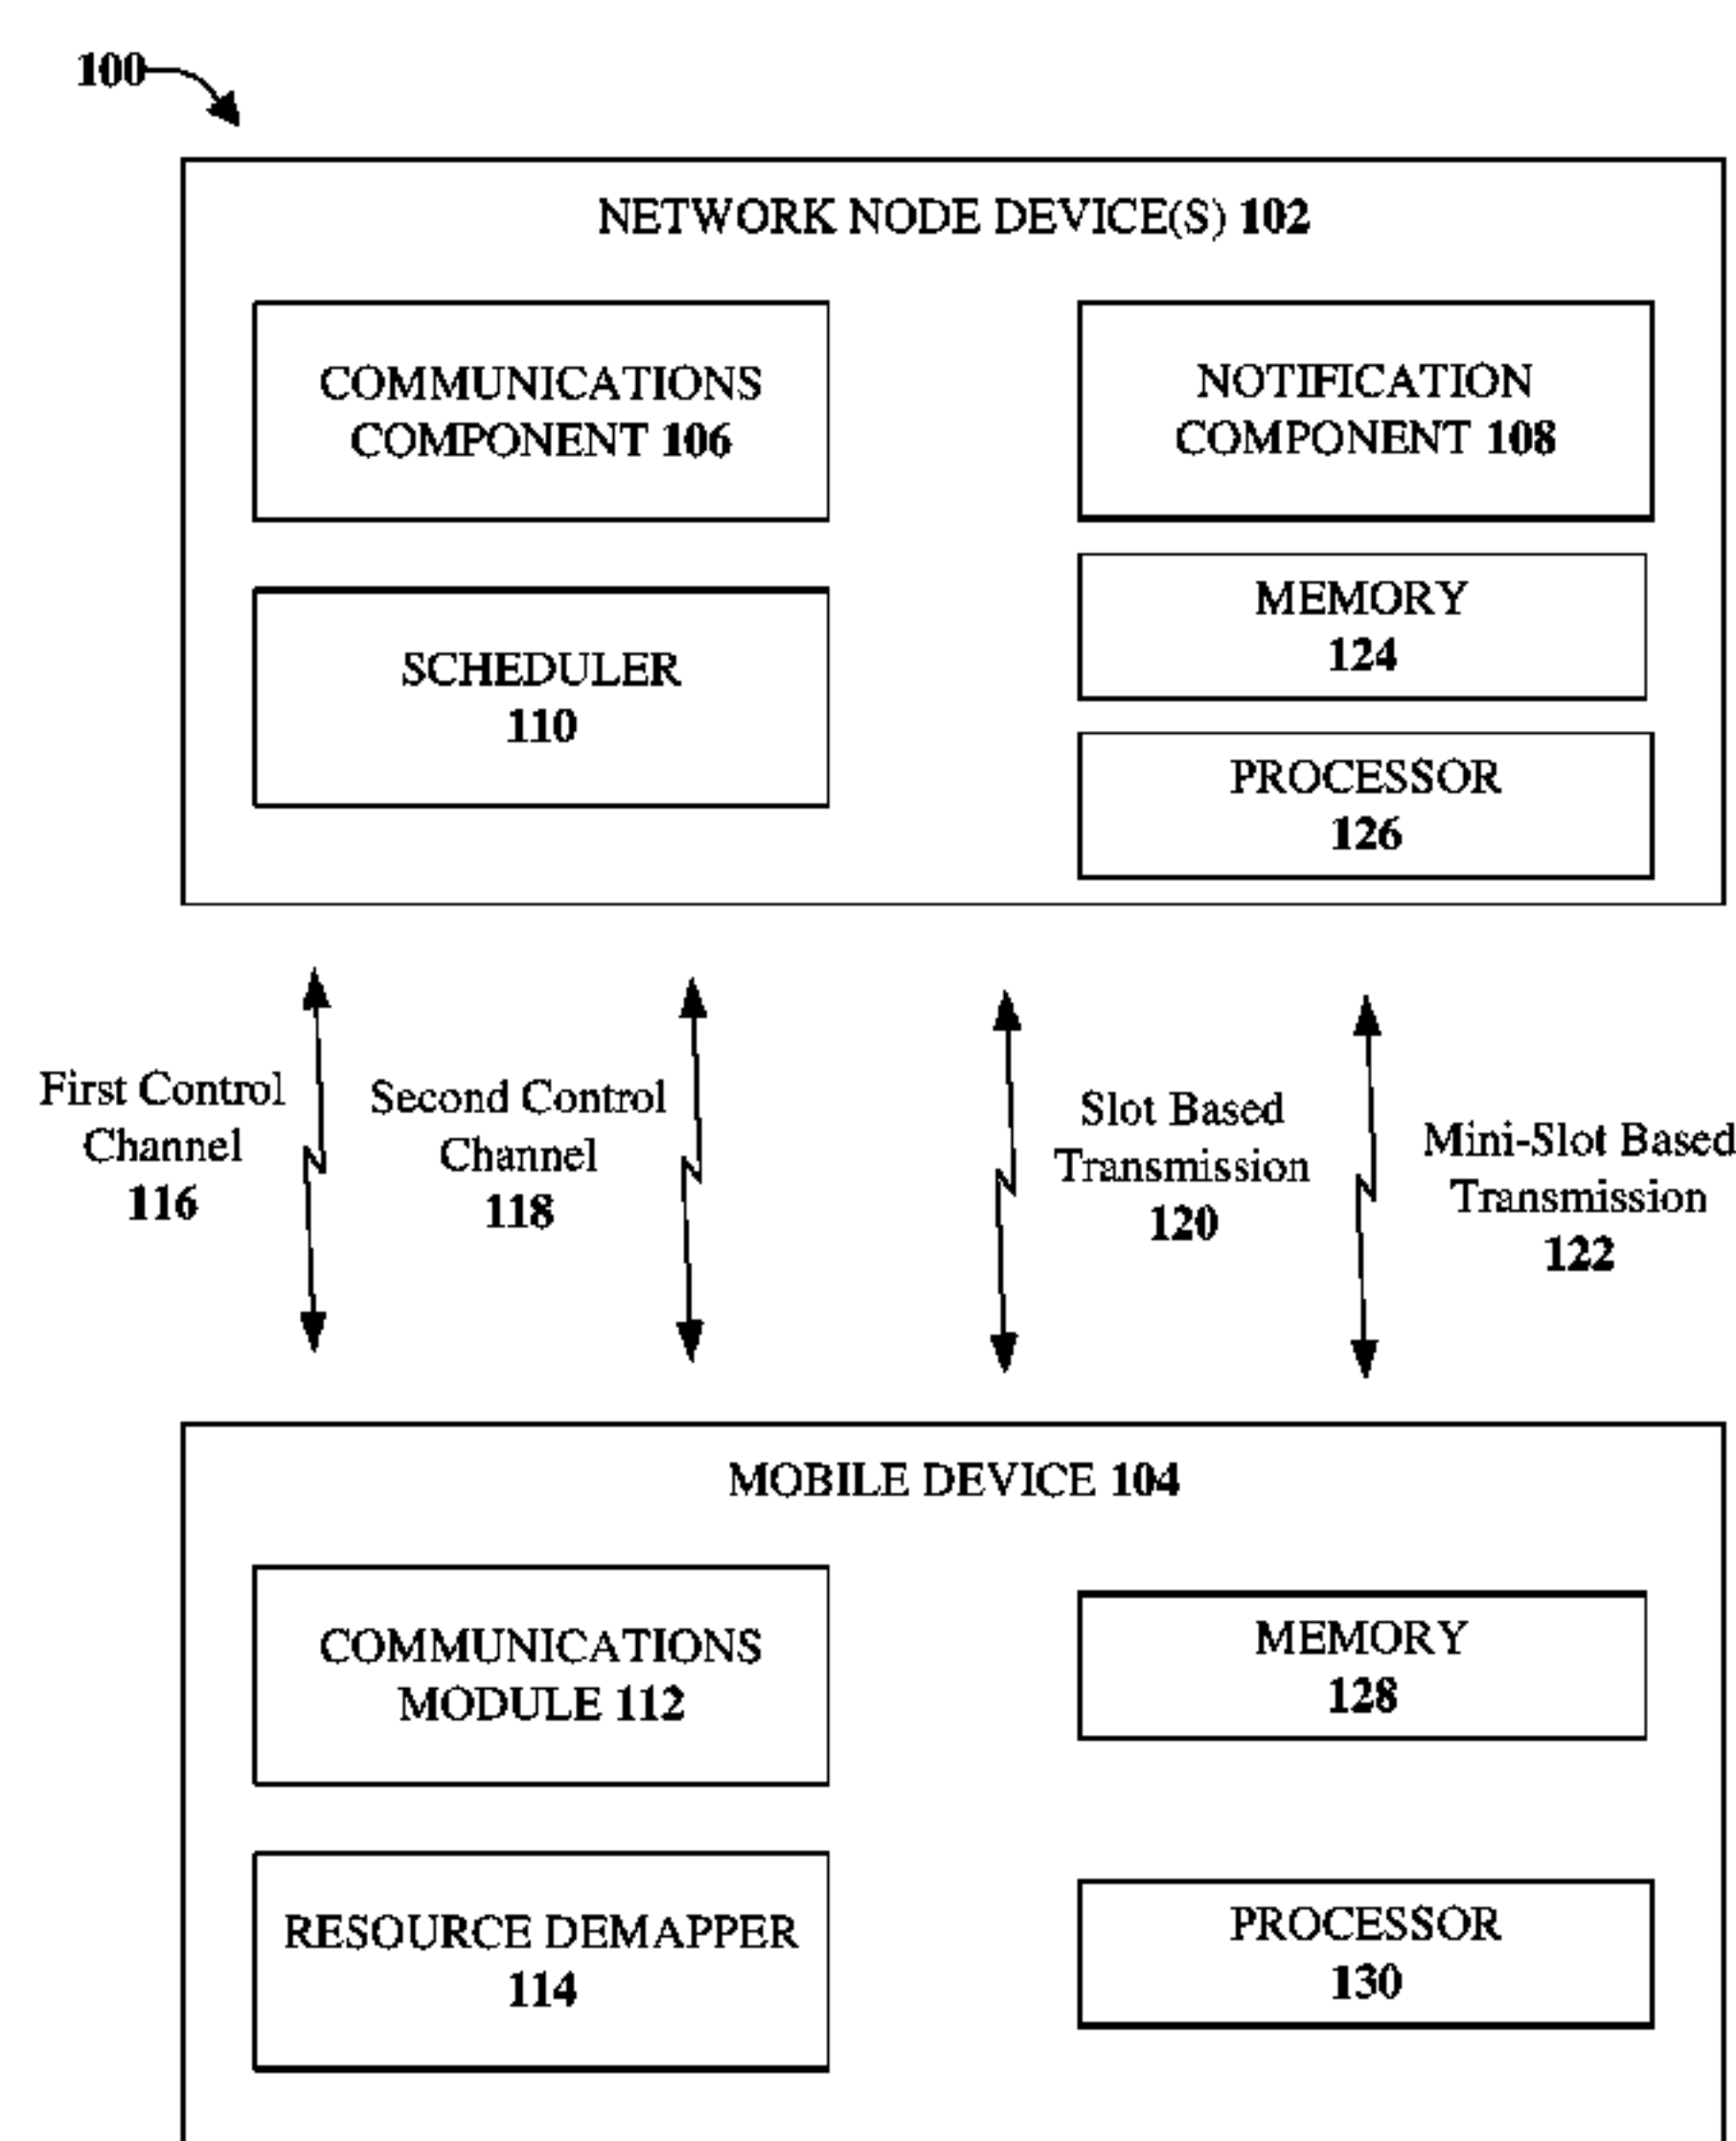 100
NETWORK NODE DEVICE(S) 102
COMMUNICATIONS
COMPONENT 106
NOTIFICATION
COMPONENT 108
SCHEDULER
110
MEMORY
124
PROCESSOR
126
First Control
Channel
116
Second Control
Channel
118
Slot Based
Transmission
120
Mini-Slot Based
Transmission
122
MOBILE DEVICE 104
COMMUNICATIONS
MODULE 112
MEMORY
128
RESOURCE DEMAPPER
114
PROCESSOR
130